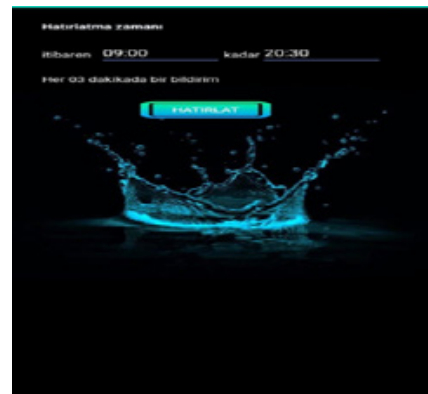 Hatırlatma zamanı
itibaren 09:00 kadar 20:30
Her 03 dakikada bir bildirim
HATIRLAT